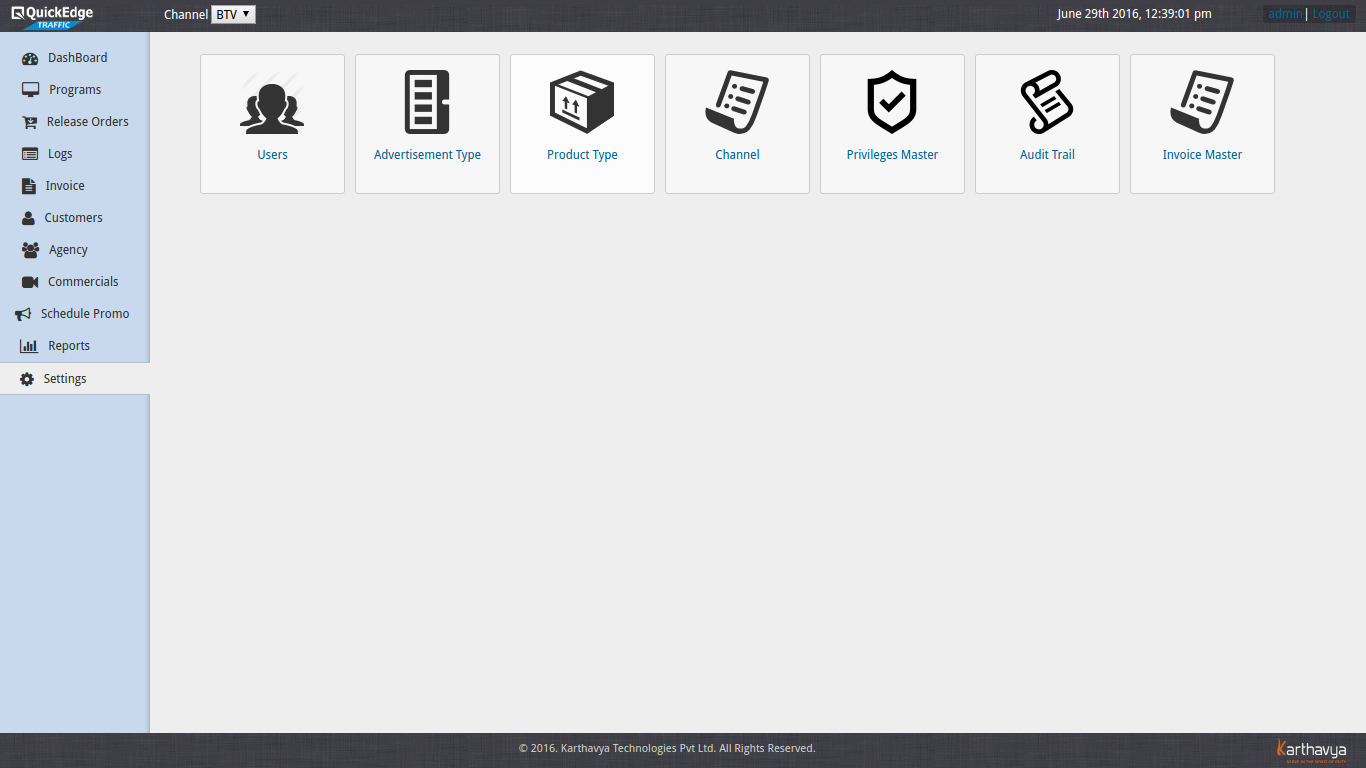 QuickEdge
TRAFFIC
Channel BTV
June 29th 2016, 12:39:01 pm
admin | Logout
DashBoard
Programs
Release Orders
Logs
Invoice
Customers
Agency
Commercials
Schedule Promo
Reports
Settings
Users
Advertisement Type
Product Type
Channel
Privileges Master
Audit Trail
Invoice Master
© 2016. Karthavya Technologies Pvt Ltd. All Rights Reserved.
Karthavya